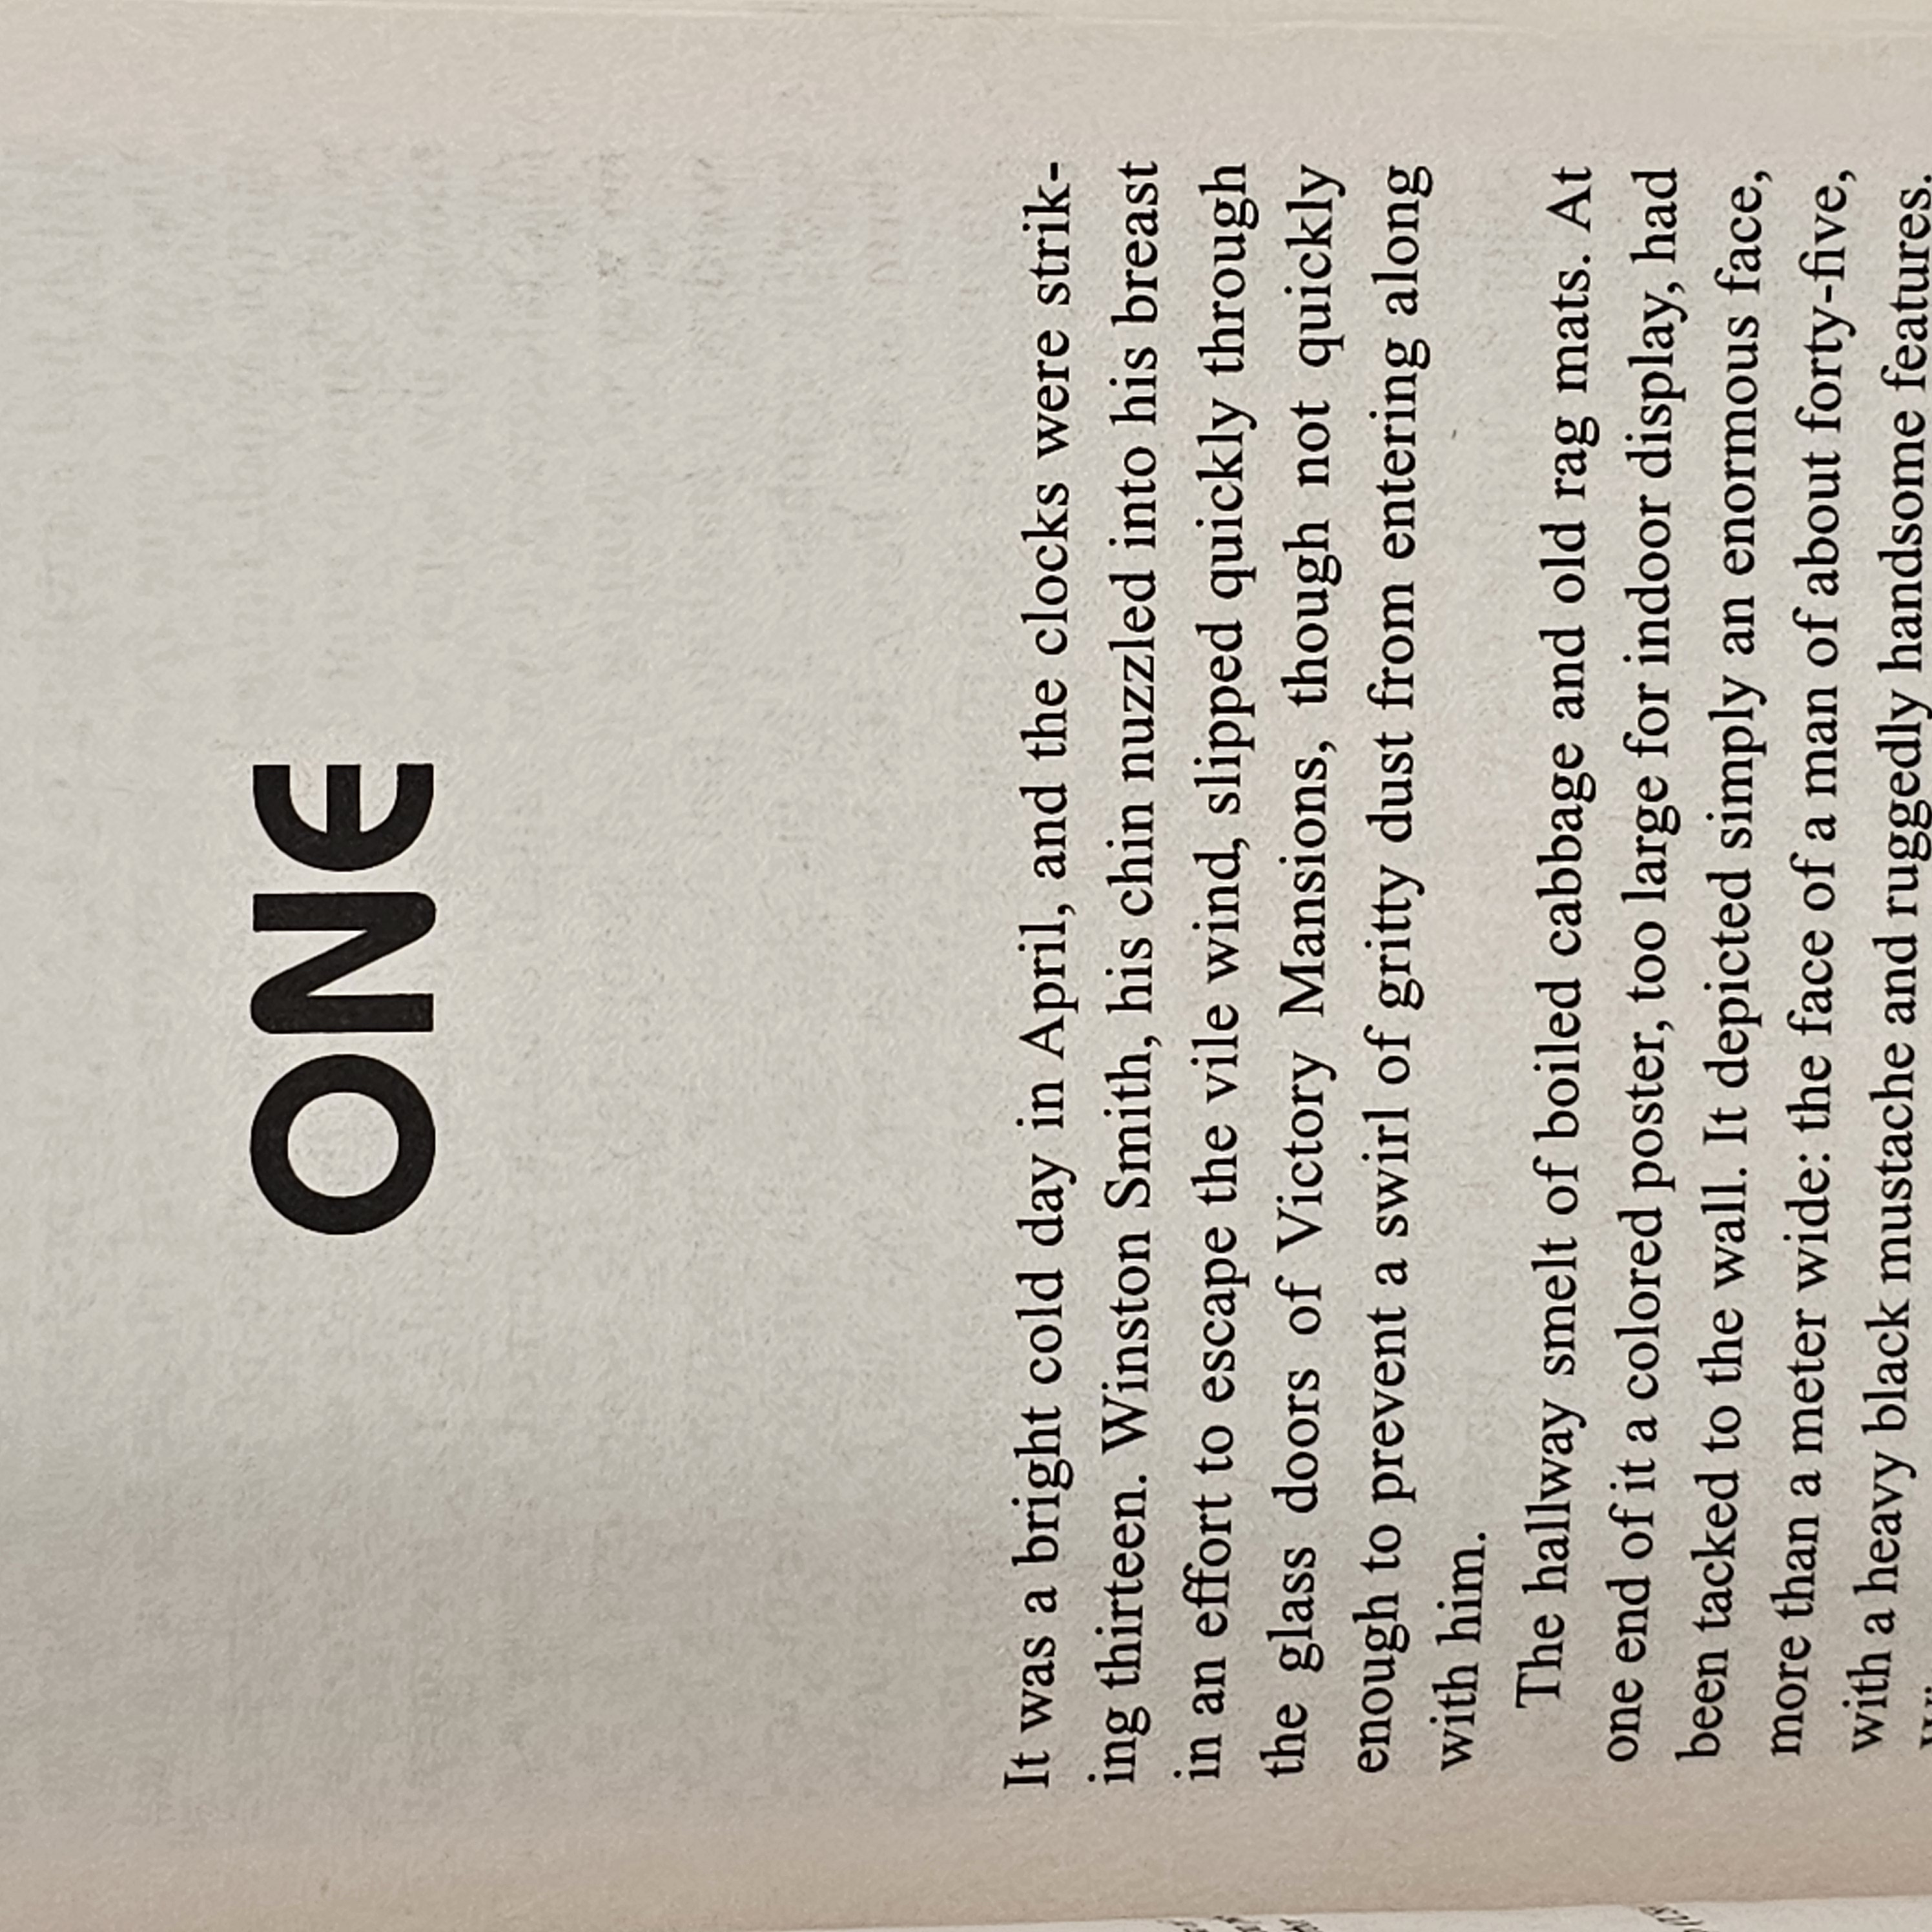 ONE
It was a bright cold day in April, and the clocks were strik-
ing thirteen. Winston Smith, his chin nuzzled into his breast
in an effort to escape the vile wind, slipped quickly through
the glass doors of Victory Mansions, though not quickly
enough to prevent a swirl of gritty dust from entering along
with him.
The hallway smelt of boiled cabbage and old rag mats. At
one end of it a colored poster, too large for indoor display, had
been tacked to the wall. It depicted simply an enormous face,
more than a meter wide: the face of a man of about forty-five,
with a heavy black mustache and ruggedly handsome features.